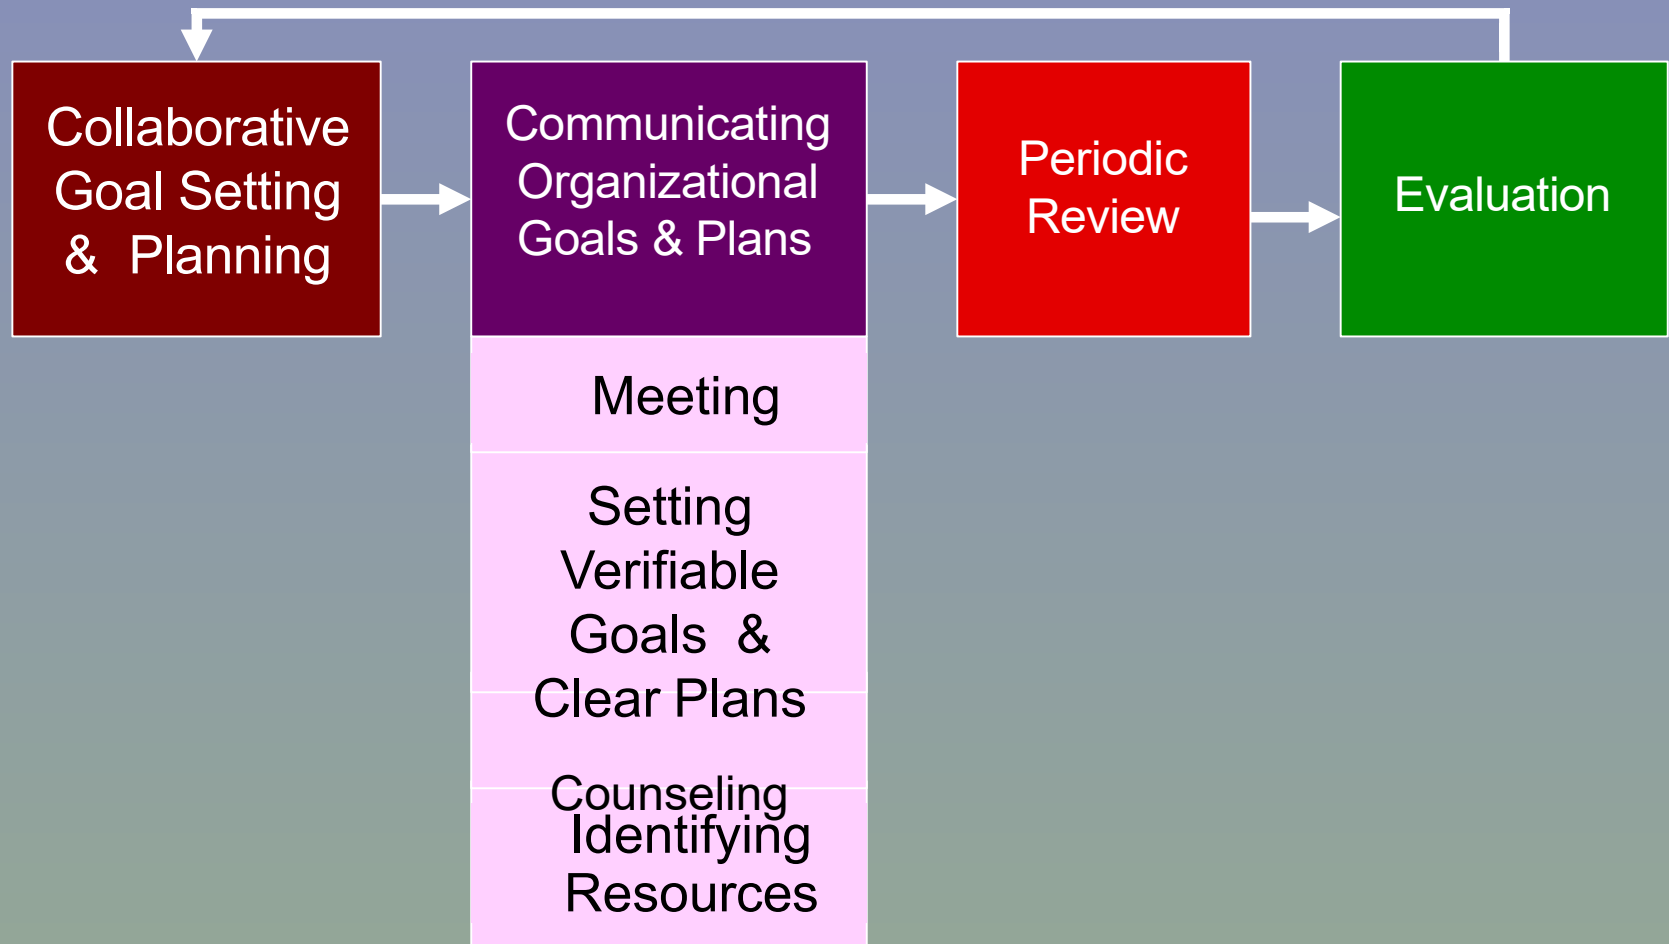 Collaborative
Goal Setting
& Planning
Communicating
Organizational
Goals & Plans
Periodic
Review
Evaluation
Meeting
Setting
Verifiable
Goals &
Clear Plans
Counseling
Identifying
Resources